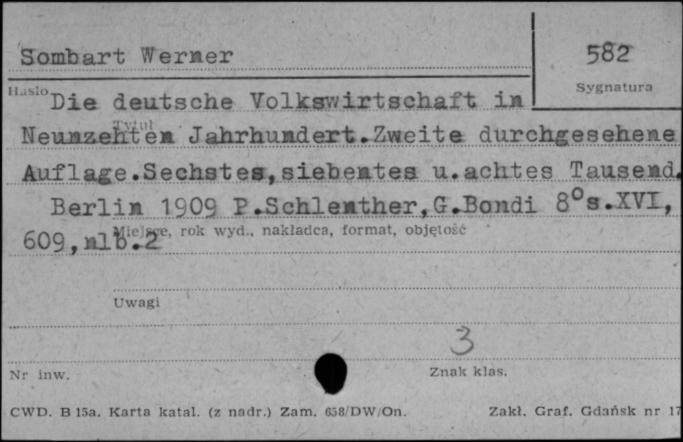 Sombart Werner
582
Hasło
Sygnatura
Die deutsche Volkswirtschaft in
Tytuł
Neunzehten Jahrhundert.Zweite durchgesehene
Auflage.Sechstes,siebentes u.achtes Tausend.
Berlin 1909 P.Schlenther,G.Bondi 8°s.XVI,
Miejsce, rok wyd., nakładca, format, objętość
609,nlb.2
Uwagi
3
Nr inw.
Znak klas.
CWD. B 15a. Karta katal. (z nadr.) Zam. 658/DW/On.
Zakł. Graf. Gdańsk nr 17